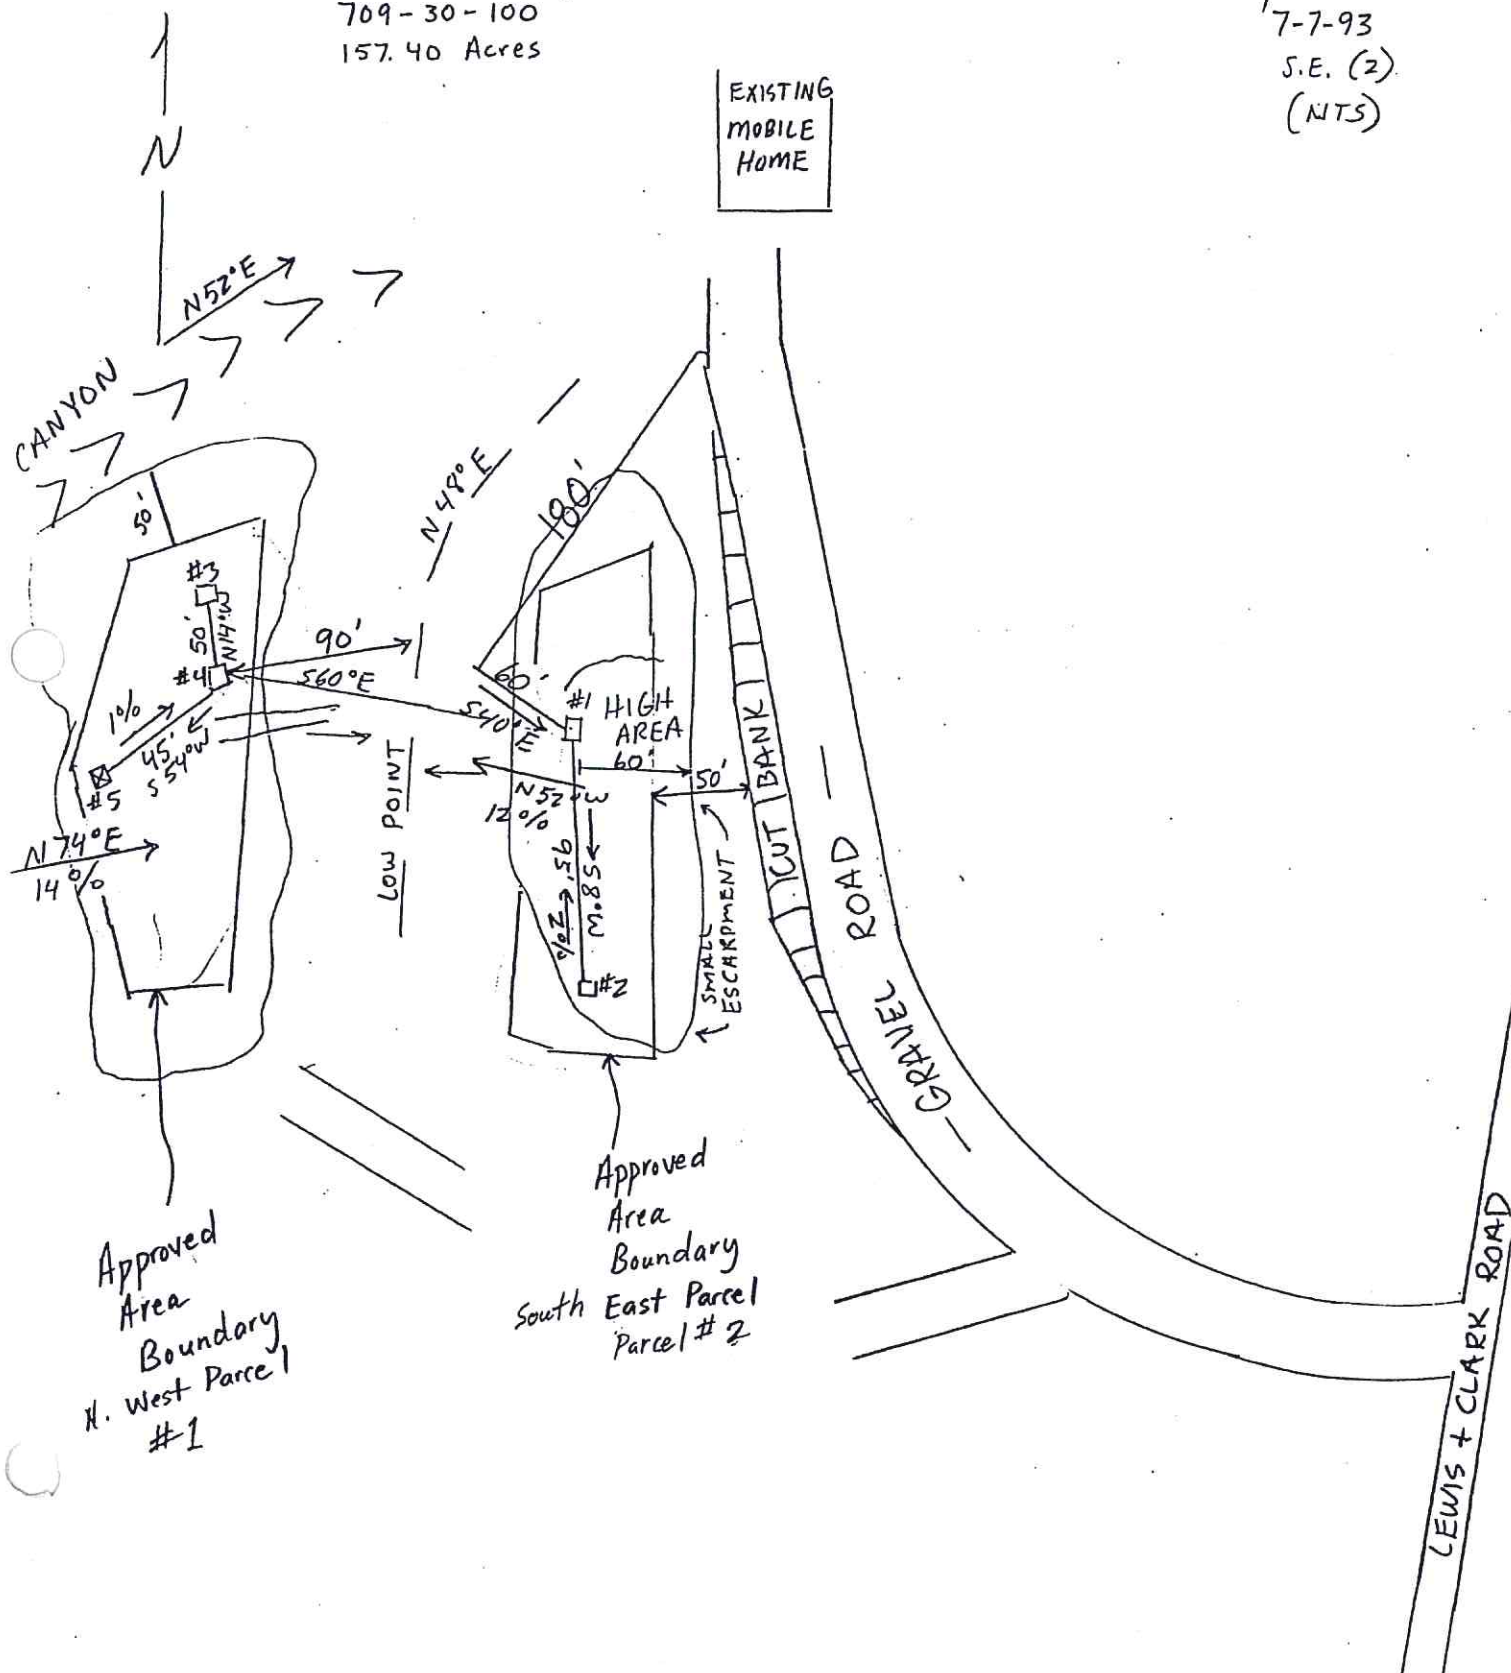 709-30-100
157.40 Acres
7-7-93
S.E. (2)
(NTS)
N
EXISTING
MOBILE
HOME
N52°E
CANYON
50'
N48°E
#3
50'
N14°W
#4
90'
S60°E
60'
S40°E
#1
HIGH
AREA
60'
50'
1%
45'
S54°W
#5
LOW POINT
12%
N74°E
14%
95'
2%
S8°W
#2
SMALL
ESCARPMENT
CUT BANK
GRAVEL ROAD
Approved
Area
Boundary
N. West Parcel
#1
Approved
Area
Boundary
South East Parcel
Parcel #2
LEWIS + CLARK ROAD